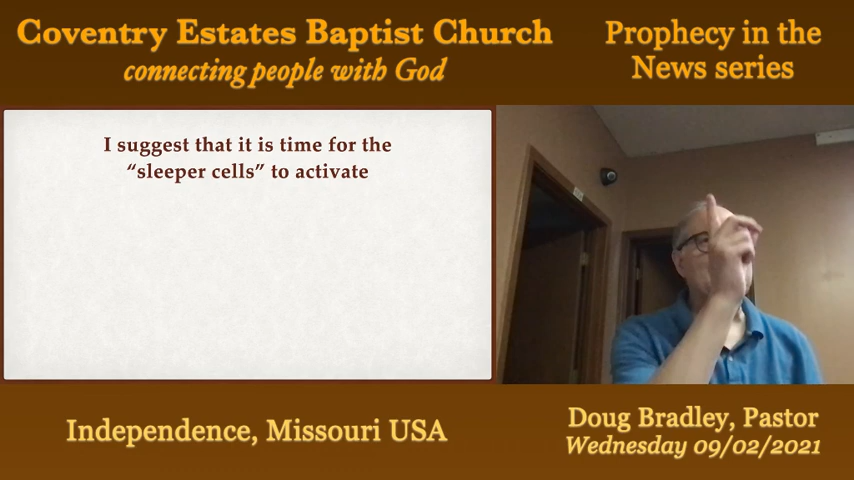 Coventry Estates Baptist Church
connecting people with God
Prophecy in the
News series
I suggest that it is time for the
“sleeper cells” to activate
Independence, Missouri USA
Doug Bradley, Pastor
Wednesday 09/02/2021